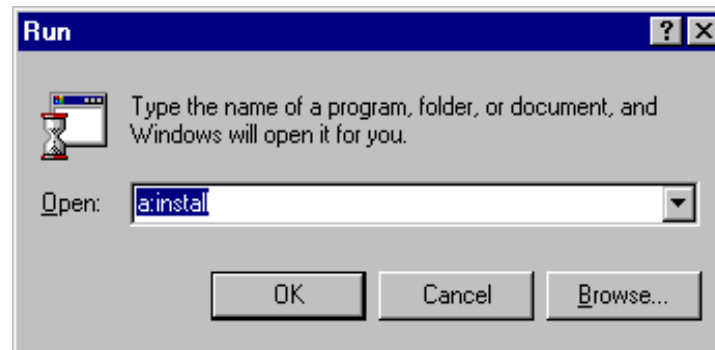 Run
Type the name of a program, folder, or document, and
Windows will open it for you.
Open: a:install
OK Cancel Browse...